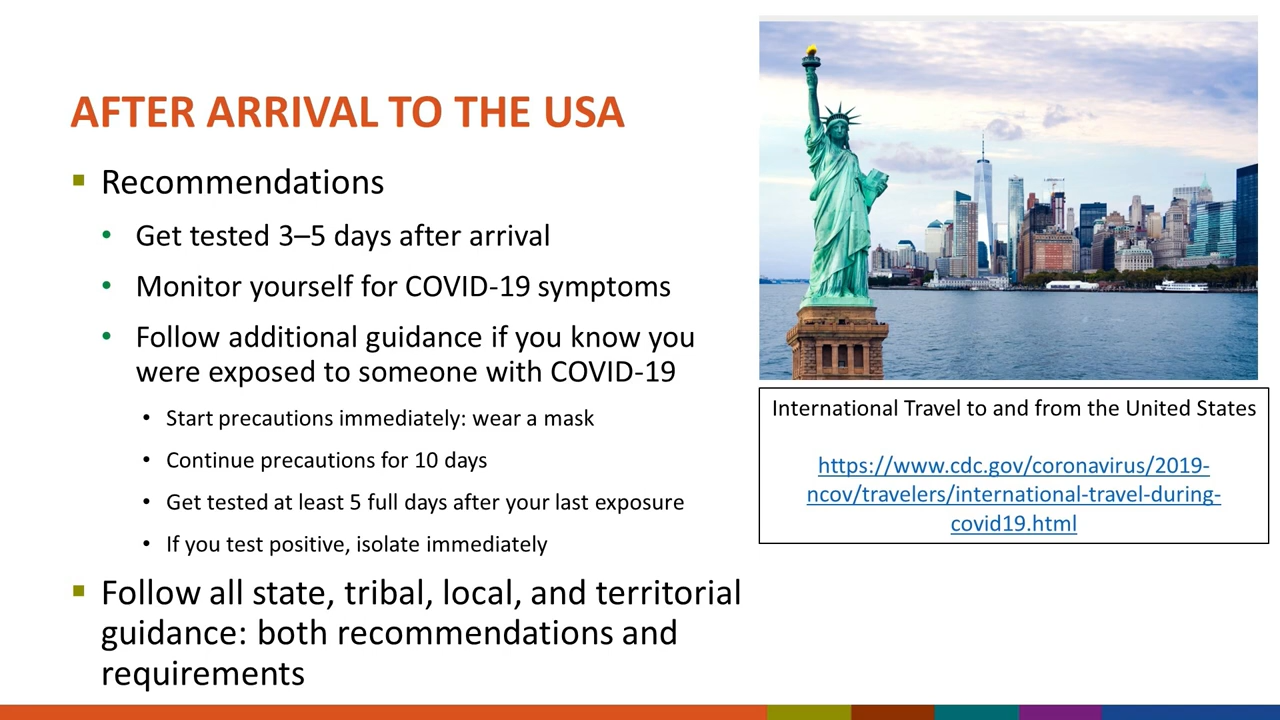 AFTER ARRIVAL TO THE USA
Recommendations
Get tested 3–5 days after arrival
Monitor yourself for COVID-19 symptoms
Follow additional guidance if you know you
were exposed to someone with COVID-19
Start precautions immediately: wear a mask
Continue precautions for 10 days
Get tested at least 5 full days after your last exposure
If you test positive, isolate immediately
Follow all state, tribal, local, and territorial
guidance: both recommendations and
requirements
International Travel to and from the United States
https://www.cdc.gov/coronavirus/2019-
ncov/travelers/international-travel-during-
covid19.html